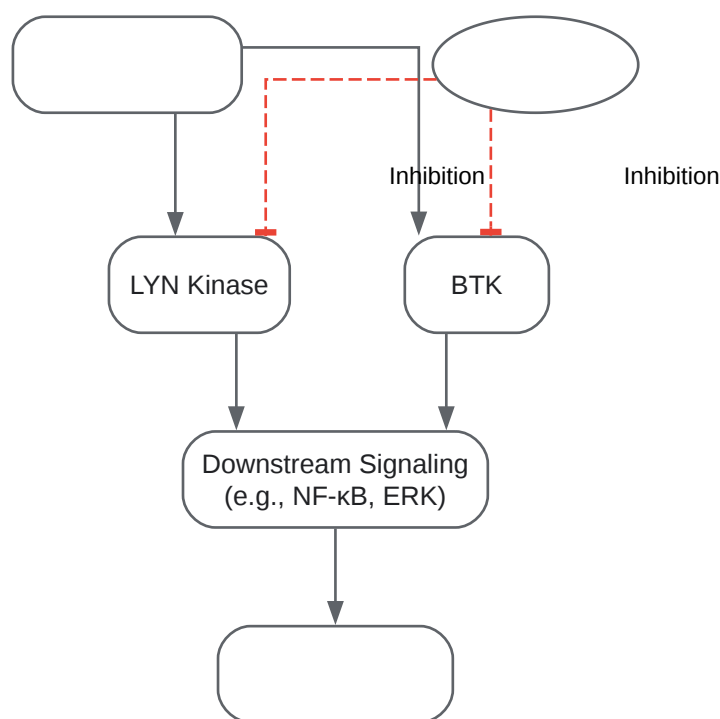 Inhibition
Inhibition
LYN Kinase
BTK
Downstream Signaling
(e.g., NF-κB, ERK)